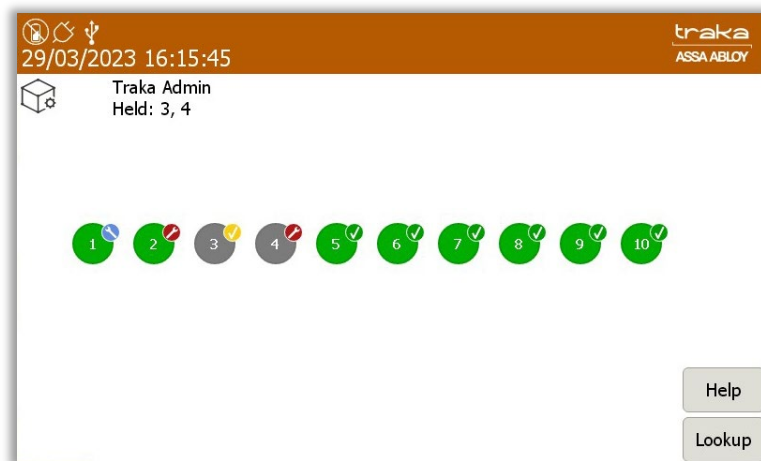 29/03/2023 16:15:45
traka
ASSA ABLOY
Traka Admin
Held: 3, 4
1 2 3 4 5 6 7 8 9 10
Help
Lookup